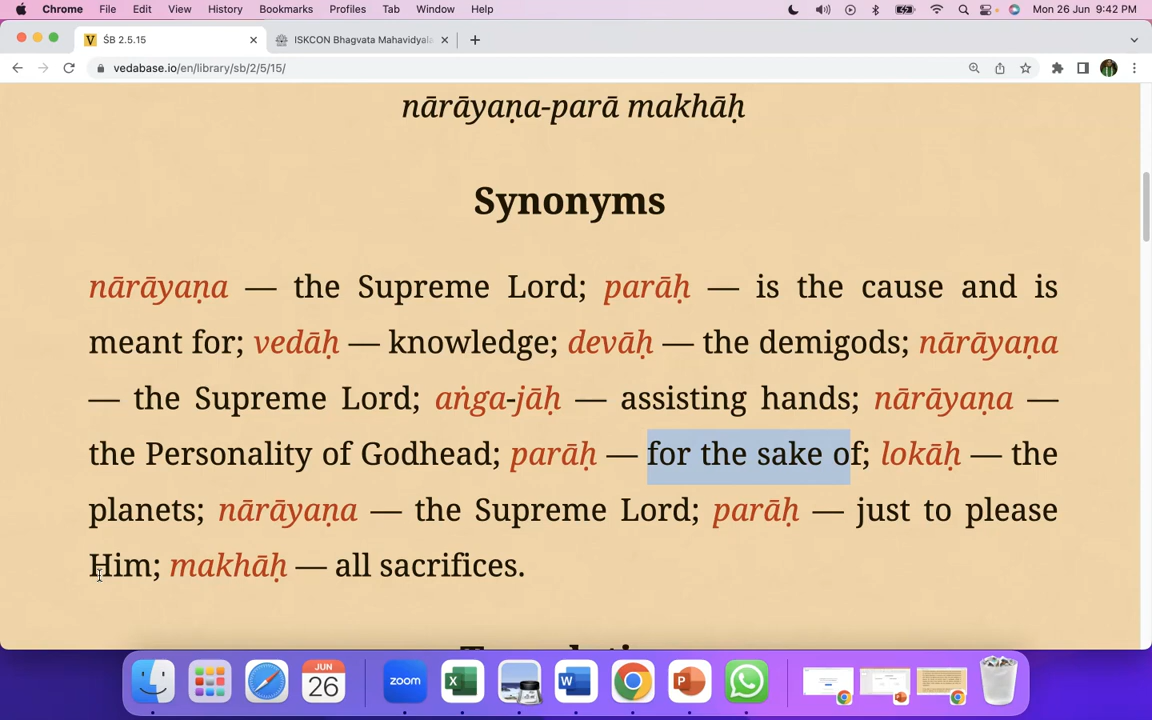 Chrome File Edit View History Bookmarks Profiles Tab Window Help Mon 26 Jun 9:42 PM
ŚB 2.5.15 ISKCON Bhagvata Mahavidyala
vedabase.io/en/library/sb/2/5/15/
nārāyaṇa-parā makhāḥ
Synonyms
nārāyaṇa — the Supreme Lord; parāḥ — is the cause and is
meant for; vedāḥ — knowledge; devāḥ — the demigods; nārāyaṇa
— the Supreme Lord; aṅga-jāḥ — assisting hands; nārāyaṇa —
the Personality of Godhead; parāḥ — for the sake of; lokāḥ — the
planets; nārāyaṇa — the Supreme Lord; parāḥ — just to please
Him; makhāḥ — all sacrifices.
JUN
26
zoom